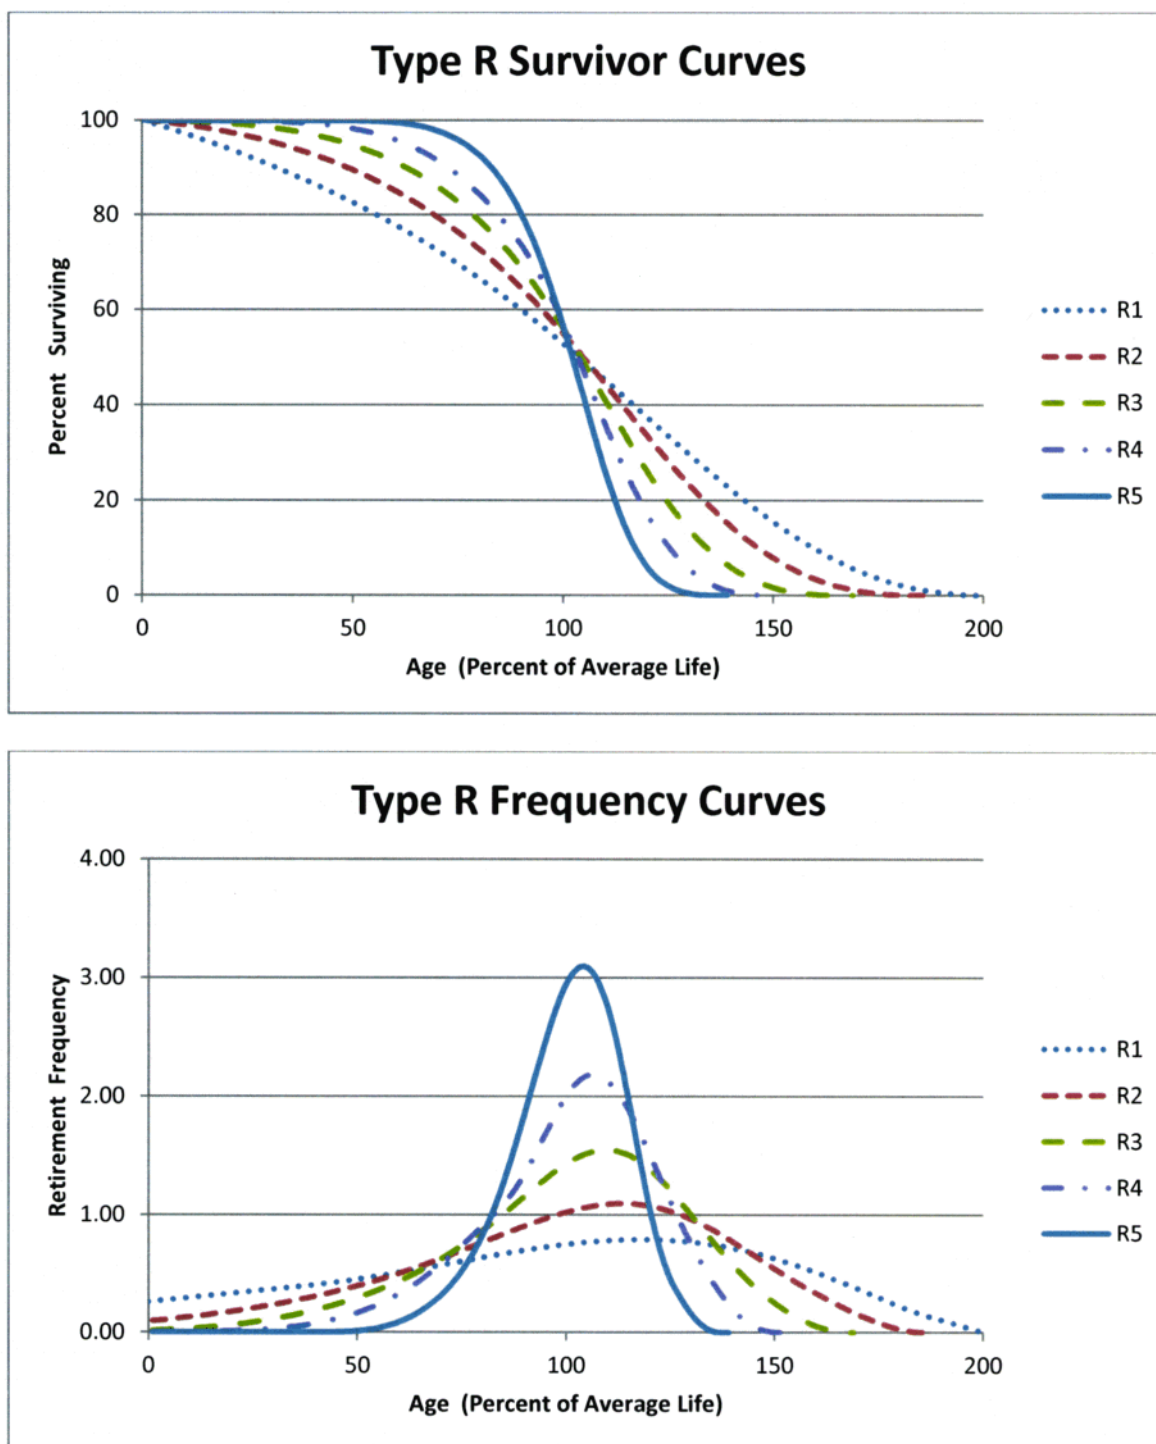 Type R Survivor Curves
100
80
60
40
20
0
Percent Surviving
0 50 100 150 200
Age (Percent of Average Life)
R1
R2
R3
R4
R5
Type R Frequency Curves
4.00
3.00
2.00
1.00
0.00
Retirement Frequency
0 50 100 150 200
Age (Percent of Average Life)
R1
R2
R3
R4
R5